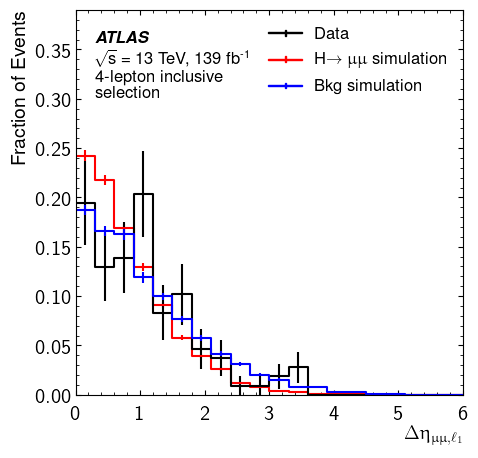 ATLAS
√s = 13 TeV, 139 fb⁻¹
4-lepton inclusive
selection
Data
H→ μμ simulation
Bkg simulation
Fraction of Events
0.35
0.30
0.25
0.20
0.15
0.10
0.05
0.00
0 1 2 3 4 5 6
Δη_μμ,ℓ₁